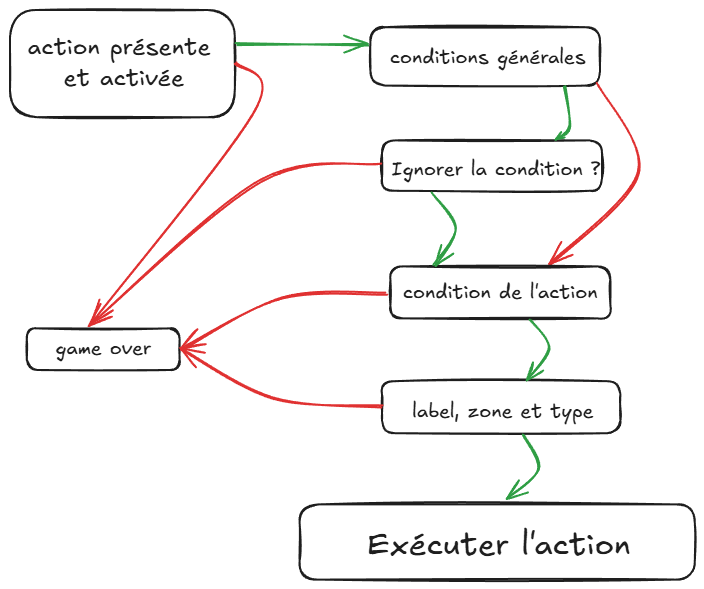 action présente
et activée
conditions générales
Ignorer la condition ?
condition de l'action
game over
label, zone et type
Exécuter l'action